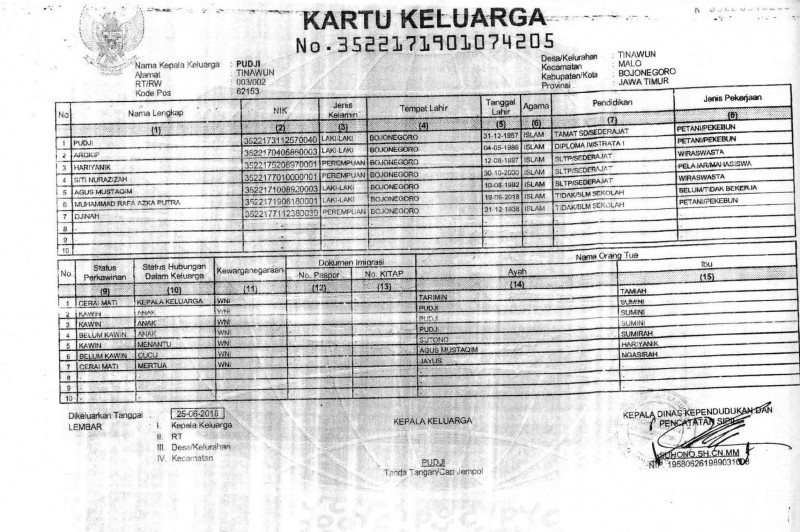 KARTU KELUARGA
No. 3522171901074205
Nama Kepala Keluarga : PUDJI
Alamat : TINAWUN
RT/RW : 003/002
Kode Pos : 62153
Desa/Kelurahan : TINAWUN
Kecamatan : MALO
Kabupaten/Kota : BOJONEGORO
Provinsi : JAWA TIMUR
No Nama Lengkap NIK Jenis Kelamin Tempat Lahir Tanggal Lahir Agama Pendidikan Jenis Pekerjaan
(1) (2) (3) (4) (5) (6) (7) (8)
1 PUDJI 3522173112570040 LAKI-LAKI BOJONEGORO 31-12-1957 ISLAM TAMAT SD/SEDERAJAT PETANI/PEKEBUN
2 3522170405860003 LAKI-LAKI BOJONEGORO 04-05-1986 ISLAM DIPLOMA IV/STRATA I WIRASWASTA
3 HARIYANIK PEREMPUAN BOJONEGORO ISLAM SLTP/SEDERAJAT PELAJAR/MAHASISWA
4 SITI NURAZIZAH 3522177010000101 PEREMPUAN BOJONEGORO 30-10-2000 ISLAM SLTP/SEDERAJAT WIRASWASTA
5 AGUS MUSTAQIM 3522171008920003 LAKI-LAKI BOJONEGORO 10-08-1992 ISLAM SLTP/SEDERAJAT BELUM/TIDAK BEKERJA
6 MUHAMMAD RAFA AZKA PUTRA 3522171906180001 LAKI-LAKI BOJONEGORO 19-06-2018 ISLAM TIDAK/BLM SEKOLAH PETANI/PEKEBUN
7 DJINAH PEREMPUAN BOJONEGORO 31-12-1938 ISLAM TIDAK/BLM SEKOLAH
8
9
10
No Status Perkawinan Status Hubungan Dalam Keluarga Kewarganegaraan Dokumen Imigrasi Nama Orang Tua
No. Paspor No. KITAP Ayah Ibu
(9) (10) (11) (12) (13) (14) (15)
1 CERAI MATI KEPALA KELUARGA WNI TARIMIN TAMIAH
2 KAWIN ANAK WNI PUDJI SUMINI
3 KAWIN ANAK WNI PUDJI SUMINI
4 BELUM KAWIN ANAK WNI PUDJI SUMINI
5 KAWIN MENANTU WNI SUTONO SUMIRAH
6 BELUM KAWIN CUCU WNI AGUS MUSTAQIM HARIYANIK
7 CERAI MATI MERTUA WNI JAYUS NGASIRAH
8
9
10
Dikeluarkan Tanggal : 25-06-2018
LEMBAR : I. Kepala Keluarga
II. RT
III. Desa/Kelurahan
IV. Kecamatan
KEPALA KELUARGA
PUDJI
Tanda Tangan/Cap Jempol
KEPALA DINAS KEPENDUDUKAN DAN
PENCATATAN SIPIL
SUHONO,SH.CN.MM